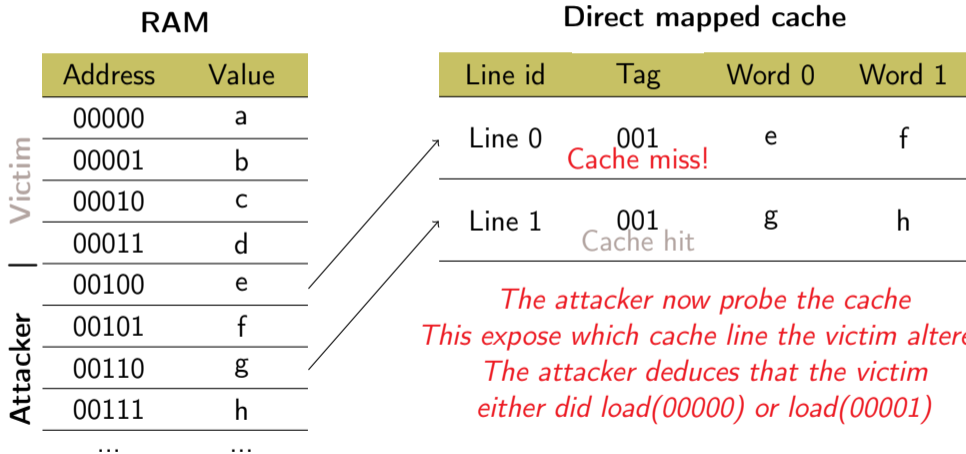 RAM
Address Value
00000 a
00001 b
00010 c
00011 d
00100 e
00101 f
00110 g
00111 h
... ...
Victim
|
Attacker
Direct mapped cache
Line id Tag Word 0 Word 1
Line 0 001 e f
Cache miss!
Line 1 001 g h
Cache hit
The attacker now probe the cache
This expose which cache line the victim altere
The attacker deduces that the victim
either did load(00000) or load(00001)